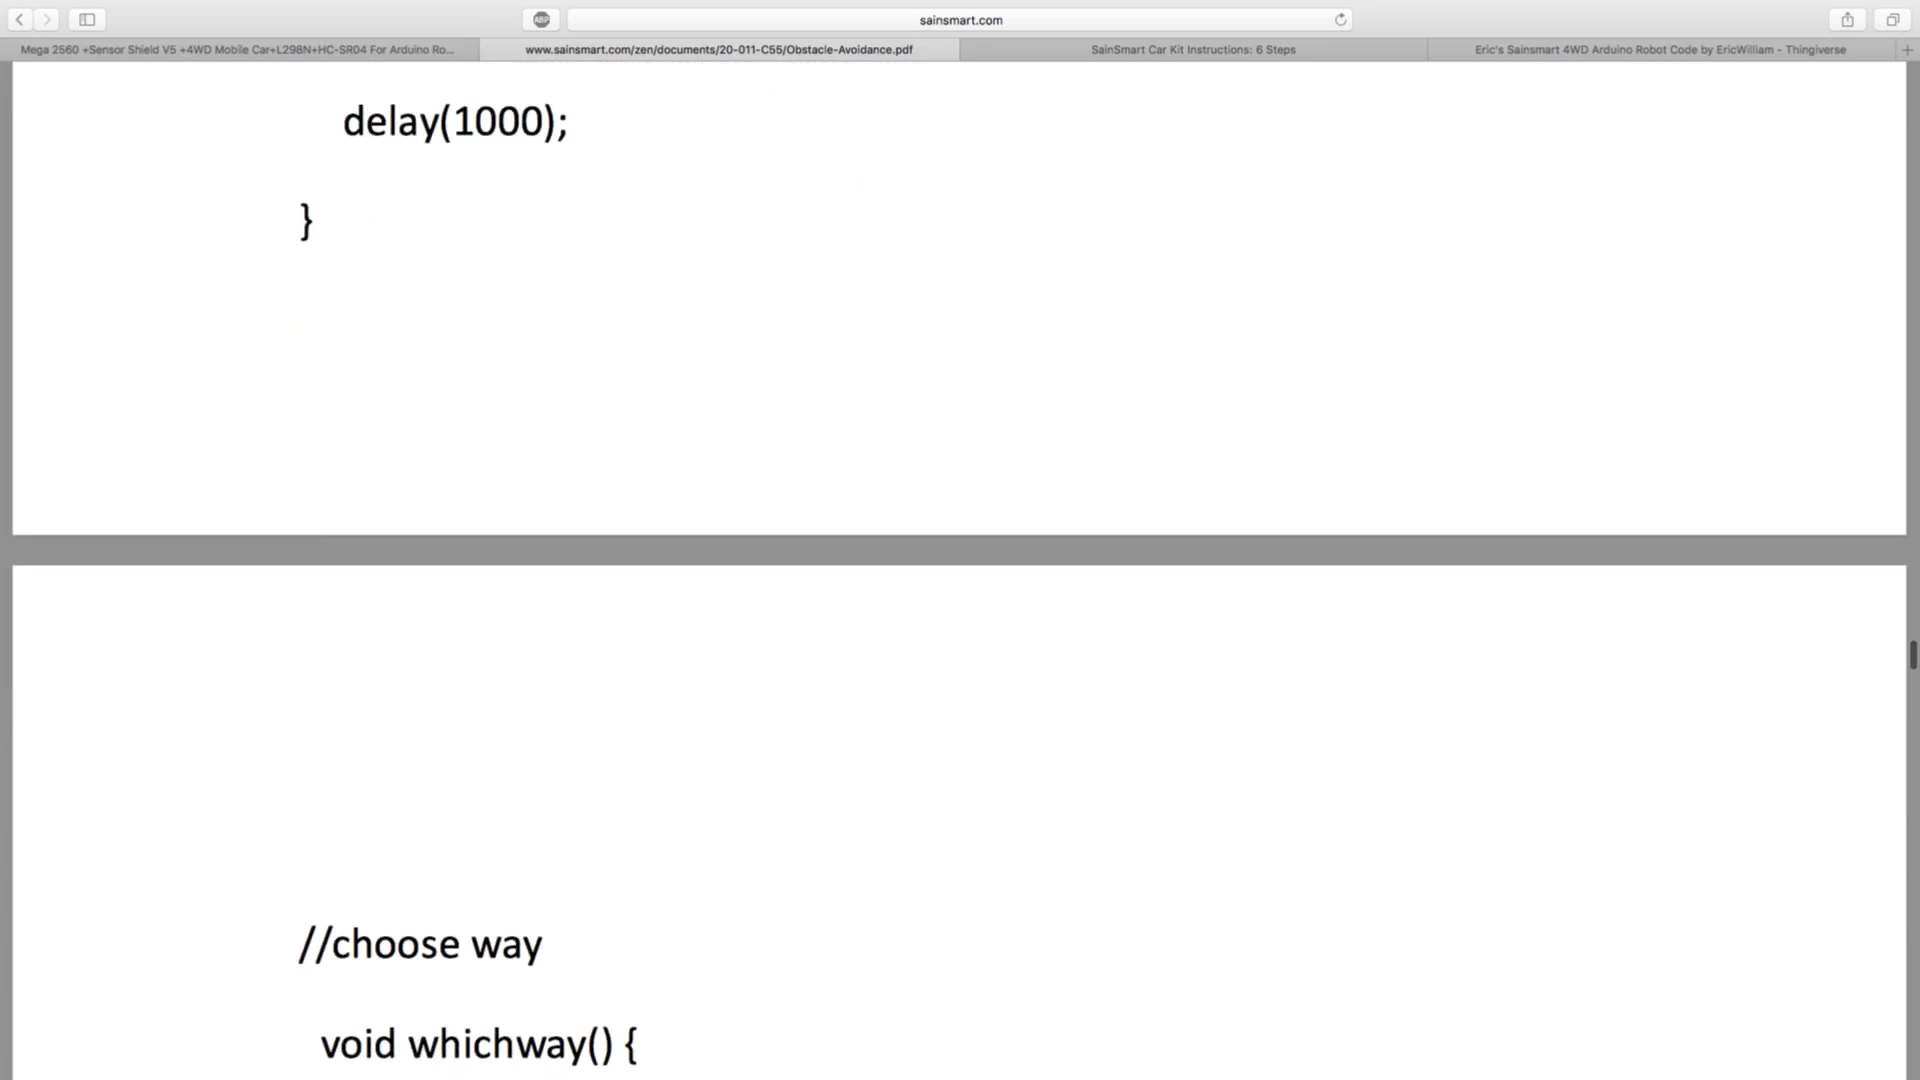 sainsmart.com
ABP
Mega 2560 +Sensor Shield V5 +4WD Mobile Car+L298N+HC-SR04 For Arduino Ro...
www.sainsmart.com/zen/documents/20-011-C55/Obstacle-Avoidance.pdf
SainSmart Car Kit Instructions: 6 Steps
Eric's Sainsmart 4WD Arduino Robot Code by EricWilliam - Thingiverse
delay(1000);
}
//choose way
void whichway() {